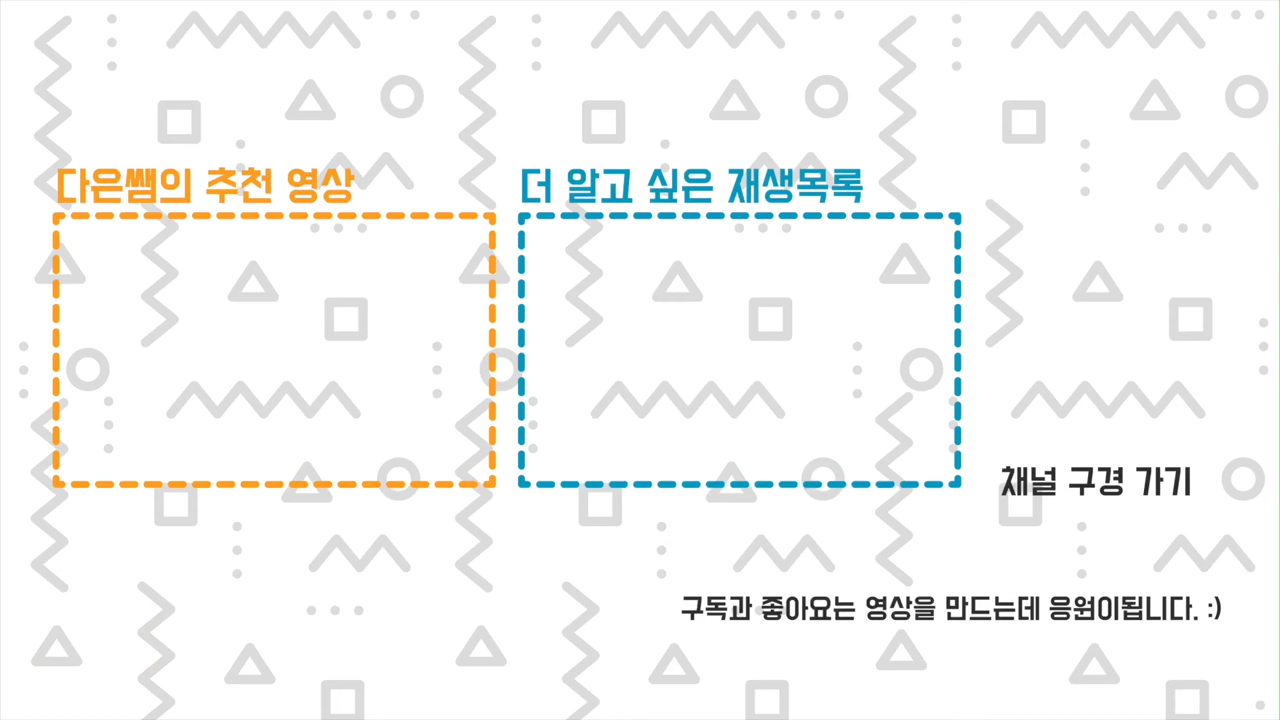 다은쌤의 추천 영상
더 알고 싶은 재생목록
채널 구경 가기
구독과 좋아요는 영상을 만드는데 응원이됩니다. :)